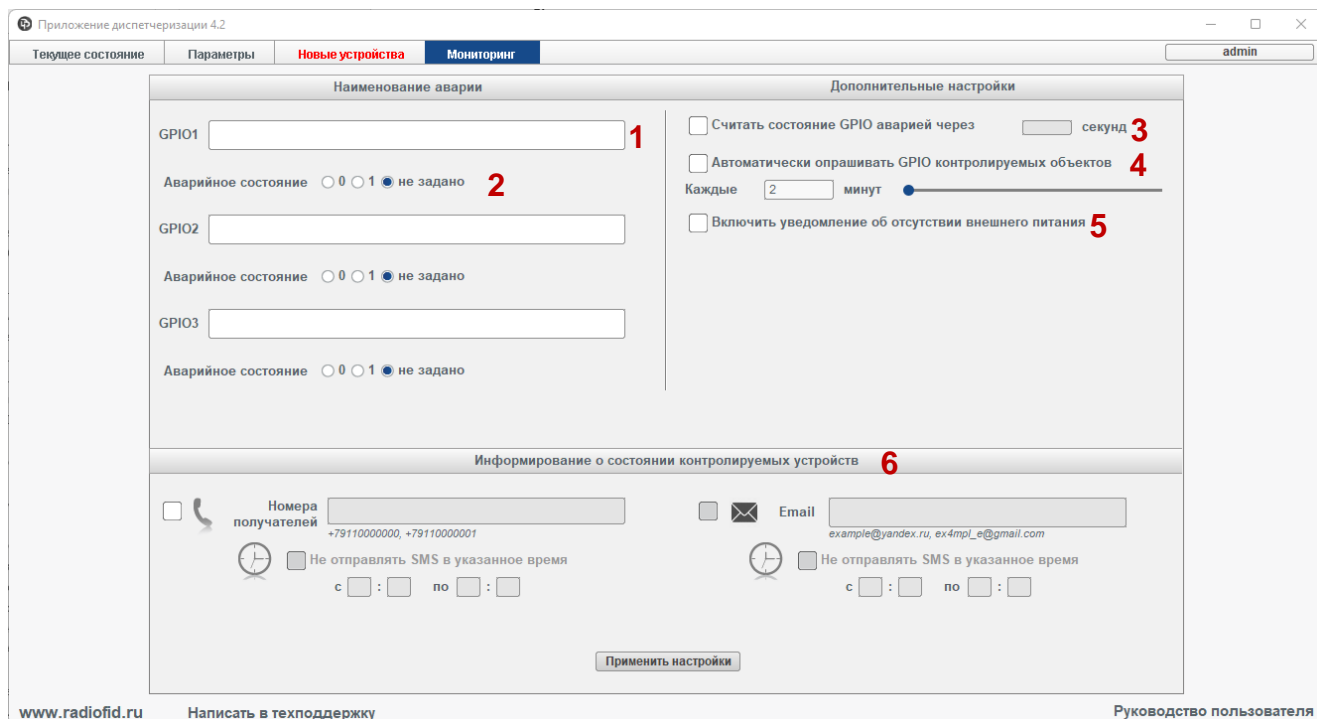 Приложение диспетчеризации 4.2
Текущее состояние Параметры Новые устройства Мониторинг admin
Наименование аварии Дополнительные настройки
GPIO1 1
Считать состояние GPIO аварией через секунд 3
Автоматически опрашивать GPIO контролируемых объектов 4
Аварийное состояние 0 1 не задано 2
Каждые 2 минут
GPIO2
Включить уведомление об отсутствии внешнего питания 5
Аварийное состояние 0 1 не задано
GPIO3
Аварийное состояние 0 1 не задано
Информирование о состоянии контролируемых устройств 6
Номера получателей
+79110000000, +79110000001
Не отправлять SMS в указанное время
с : по :
Email
example@yandex.ru, ex4mpl_e@gmail.com
Не отправлять SMS в указанное время
с : по :
Применить настройки
www.radiofid.ru Написать в техподдержку Руководство пользователя